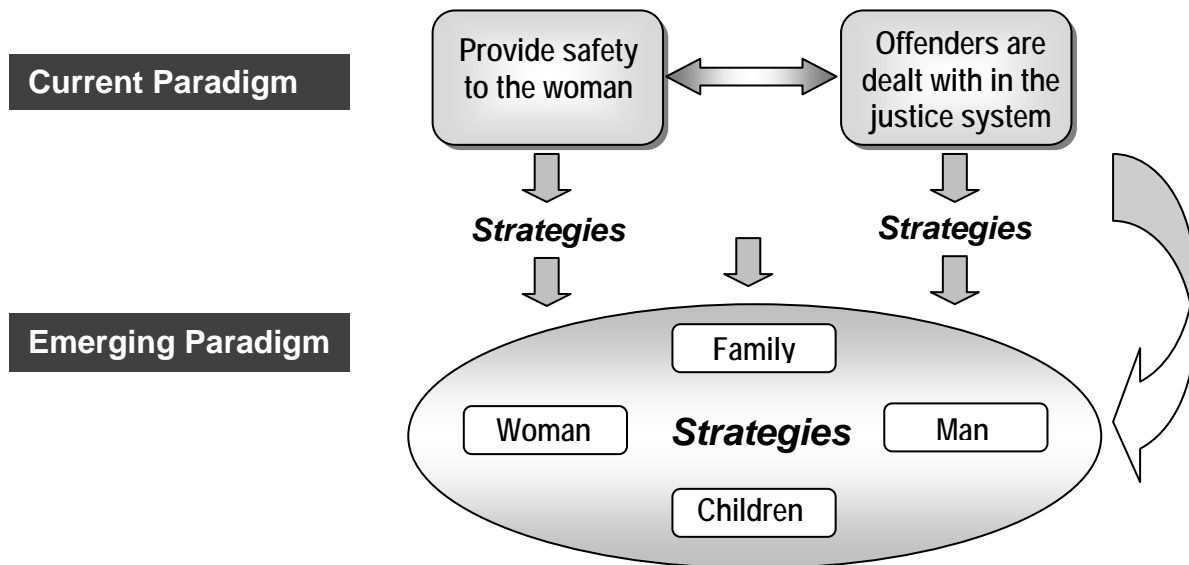 Current Paradigm
Provide safety
to the woman
Offenders are
dealt with in the
justice system
Strategies
Strategies
Emerging Paradigm
Family
Woman
Strategies
Man
Children